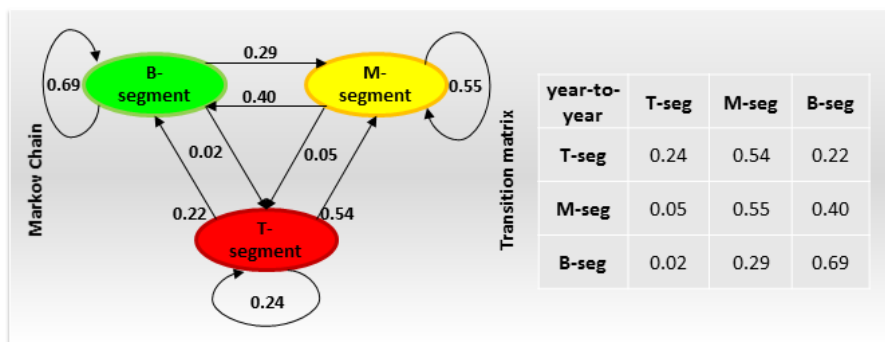 Markov Chain
0.29
0.69
B-
segment
M-
segment
0.55
0.40
0.02
0.05
0.22
0.54
T-
segment
0.24
Transition matrix
year-to-
year T-seg M-seg B-seg
T-seg 0.24 0.54 0.22
M-seg 0.05 0.55 0.40
B-seg 0.02 0.29 0.69